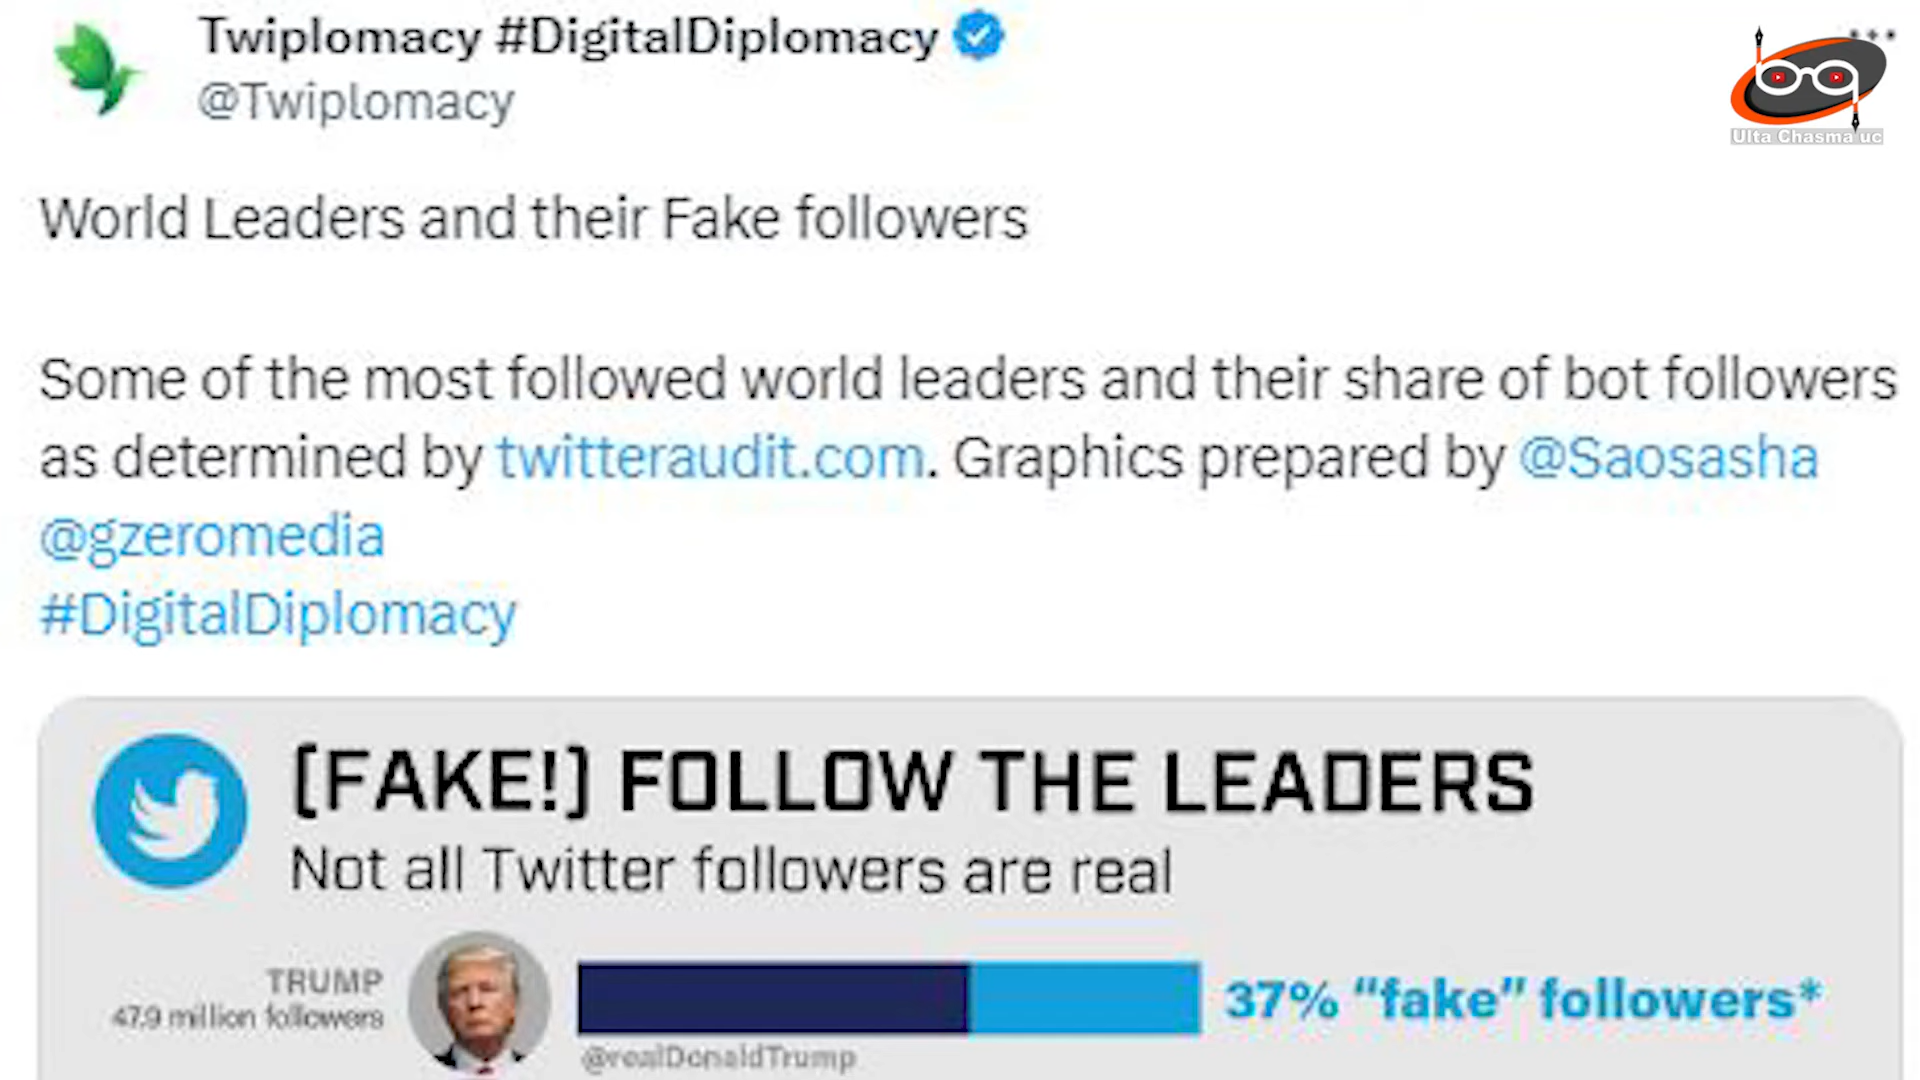 Twiplomacy #DigitalDiplomacy
@Twiplomacy
Ulta Chasma uc
World Leaders and their Fake followers
Some of the most followed world leaders and their share of bot followers
as determined by twitteraudit.com. Graphics prepared by @Saosasha
@gzeromedia
#DigitalDiplomacy
[FAKE!] FOLLOW THE LEADERS
Not all Twitter followers are real
TRUMP
47.9 million followers
37% "fake" followers*
@realDonaldTrump